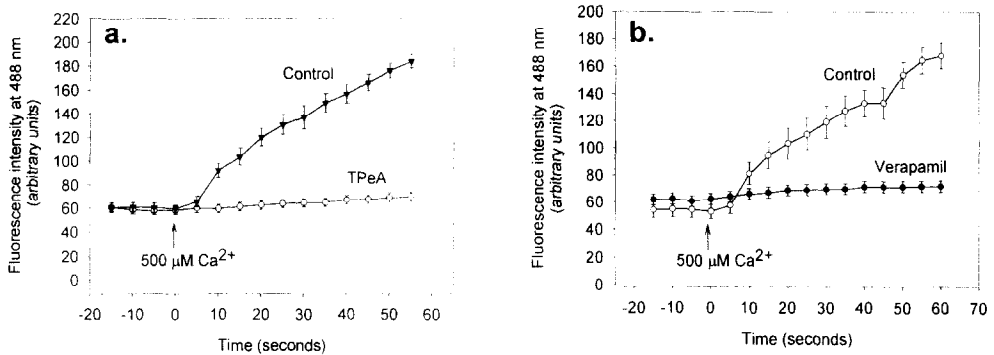 a.
Fluorescence intensity at 488 nm
(arbitrary units)
220
200
180
160
140
120
100
80
60
40
20
0
Control
TPeA
500 μM Ca2+
-20 -10 0 10 20 30 40 50 60
Time (seconds)
b.
Fluorescence intensity at 488 nm
(arbitrary units)
200
180
160
140
120
100
80
60
40
20
0
Control
Verapamil
500 μM Ca2+
-20 -10 0 10 20 30 40 50 60 70
Time (seconds)